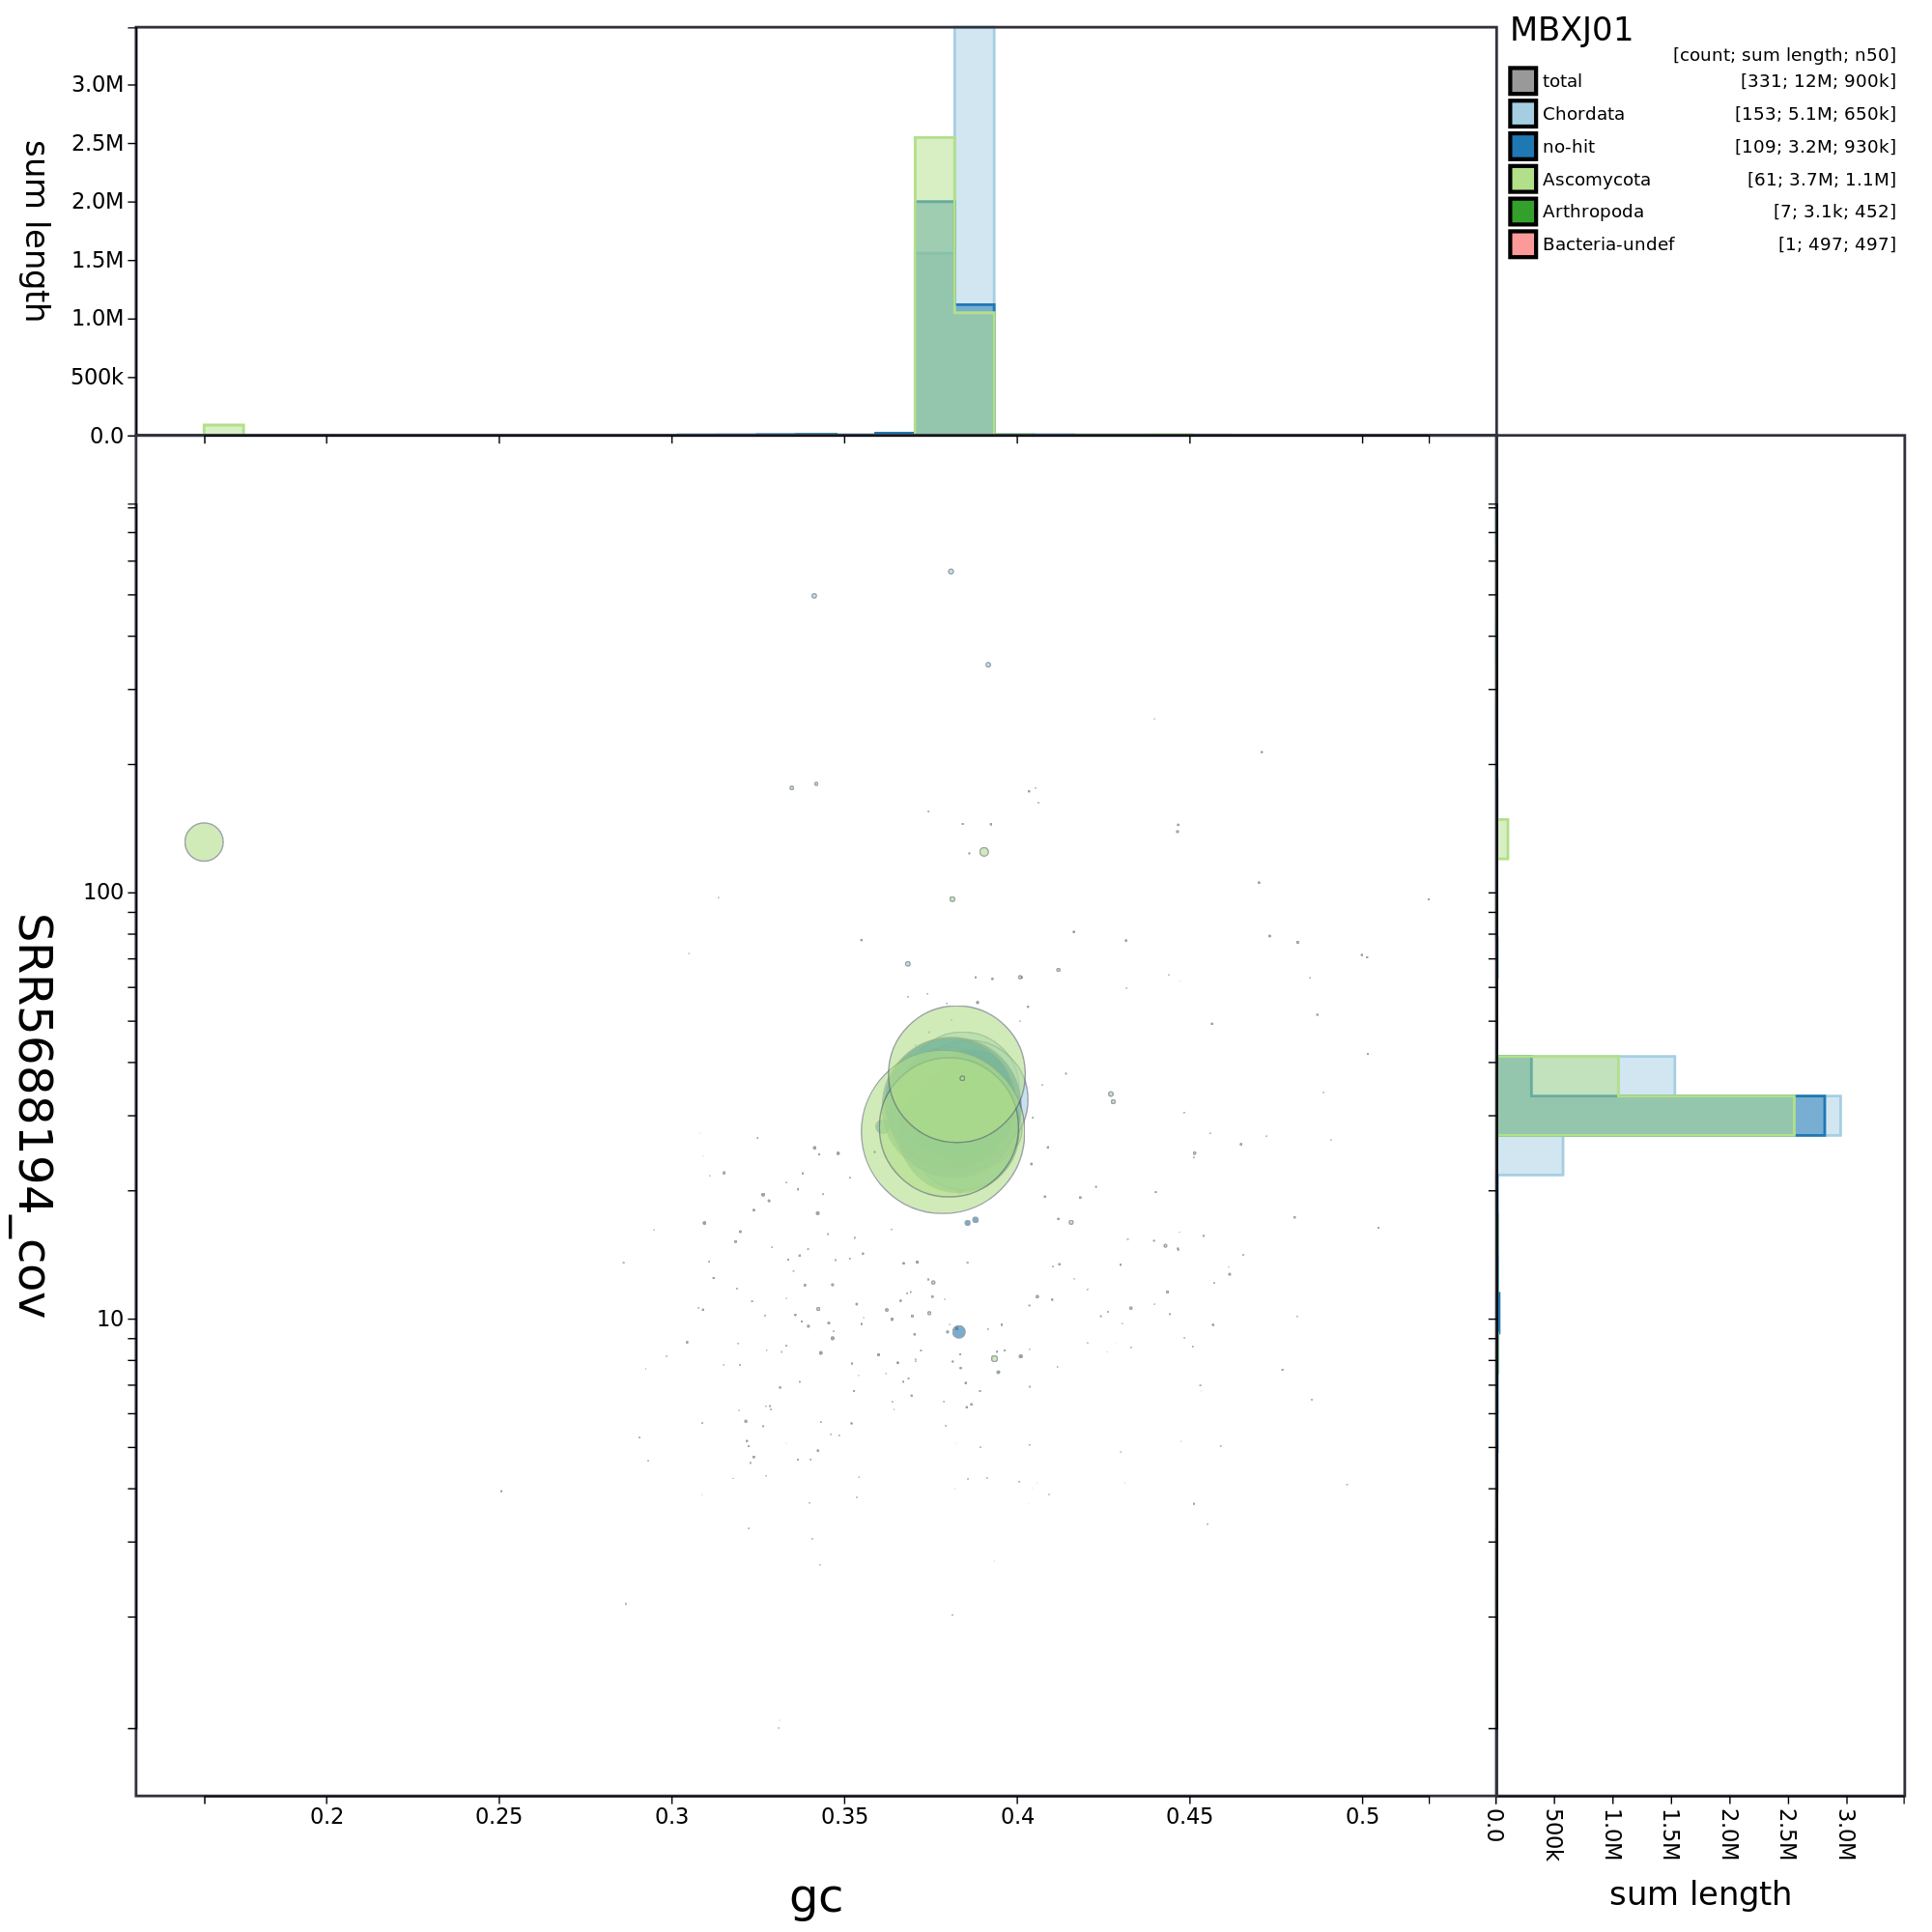 MBXJ01
[count; sum length; n50]
total [331; 12M; 900k]
Chordata [153; 5.1M; 650k]
no-hit [109; 3.2M; 930k]
Ascomycota [61; 3.7M; 1.1M]
Arthropoda [7; 3.1k; 452]
Bacteria-undef [1; 497; 497]
sum length
3.0M
2.5M
2.0M
1.5M
1.0M
500k
0.0
SRR5688194_cov
100
10
0.2 0.25 0.3 0.35 0.4 0.45 0.5
gc
0.0 500k 1.0M 1.5M 2.0M 2.5M 3.0M
sum length